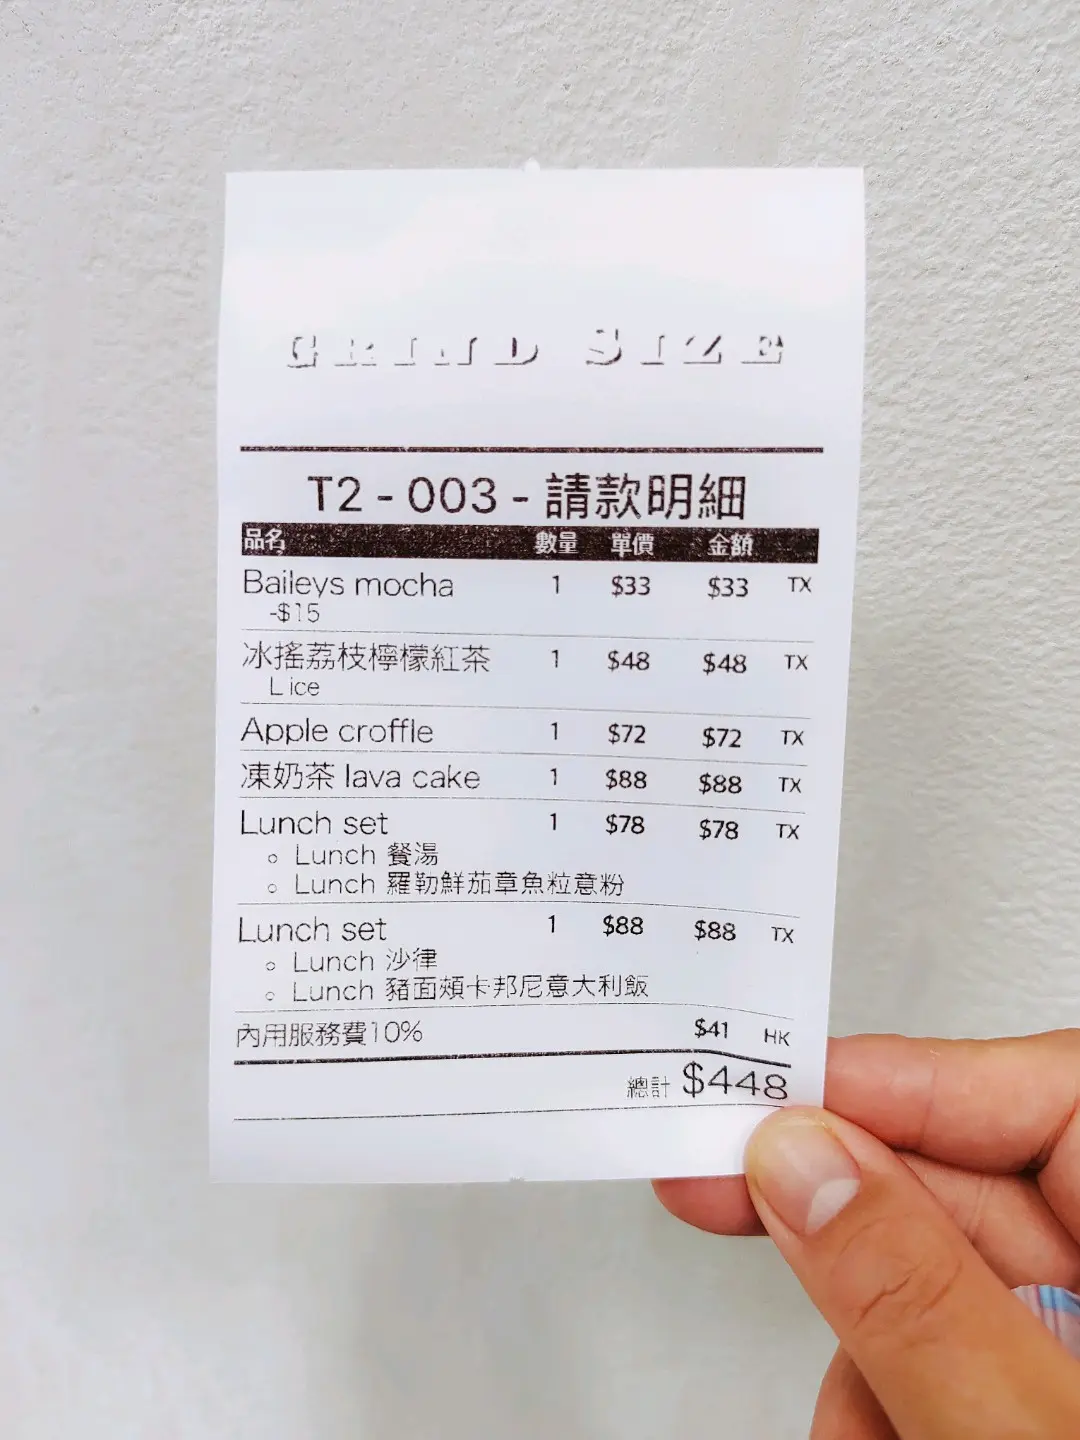 GRIND SIZE
T2 - 003 - 請款明細
品名 數量 單價 金額
Baileys mocha 1 $33 $33 TX
-$15
冰搖荔枝檸檬紅茶 1 $48 $48 TX
L ice
Apple croffle 1 $72 $72 TX
凍奶茶 lava cake 1 $88 $88 TX
Lunch set 1 $78 $78 TX
○ Lunch 餐湯
○ Lunch 羅勒鮮茄章魚粒意粉
Lunch set 1 $88 $88 TX
○ Lunch 沙律
○ Lunch 豬面頰卡邦尼意大利飯
內用服務費10% $41 HK
總計 $448